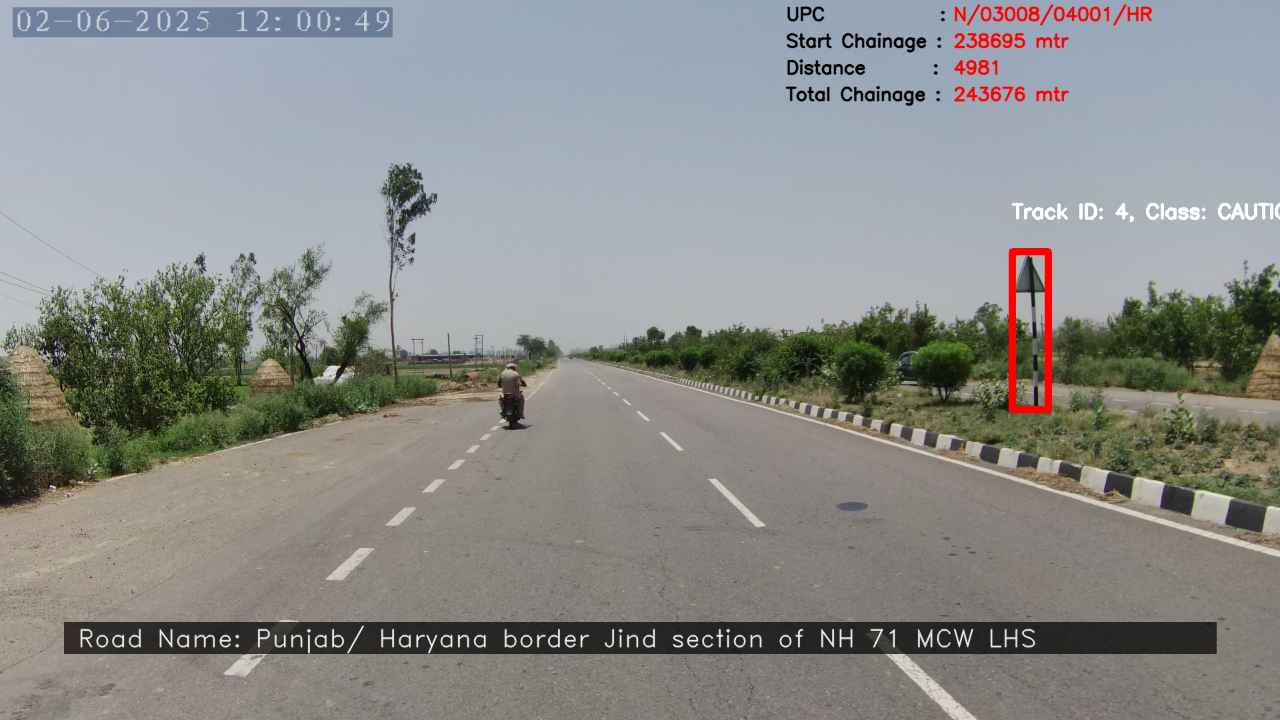 02-06-2025 12:00:49
UPC : N/03008/04001/HR
Start Chainage : 238695 mtr
Distance : 4981
Total Chainage : 243676 mtr
Track ID: 4, Class: CAUTIO
Road Name: Punjab/ Haryana border Jind section of NH 71 MCW LHS